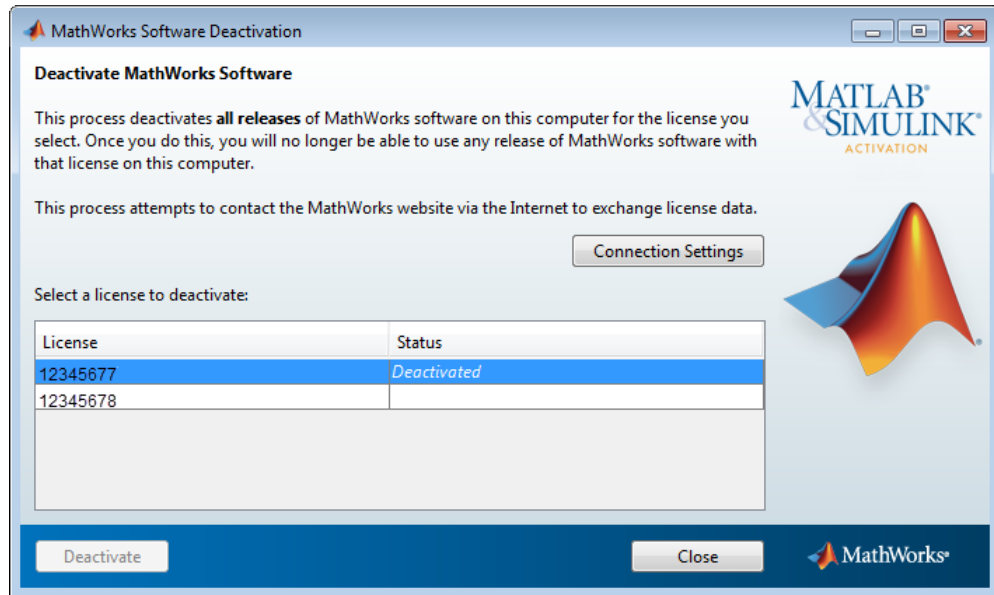 MathWorks Software Deactivation
Deactivate MathWorks Software
MATLAB®
&SIMULINK®
ACTIVATION
This process deactivates all releases of MathWorks software on this computer for the license you
select. Once you do this, you will no longer be able to use any release of MathWorks software with
that license on this computer.
This process attempts to contact the MathWorks website via the Internet to exchange license data.
Connection Settings
Select a license to deactivate:
License Status
12345677 Deactivated
12345678
Deactivate Close MathWorks®